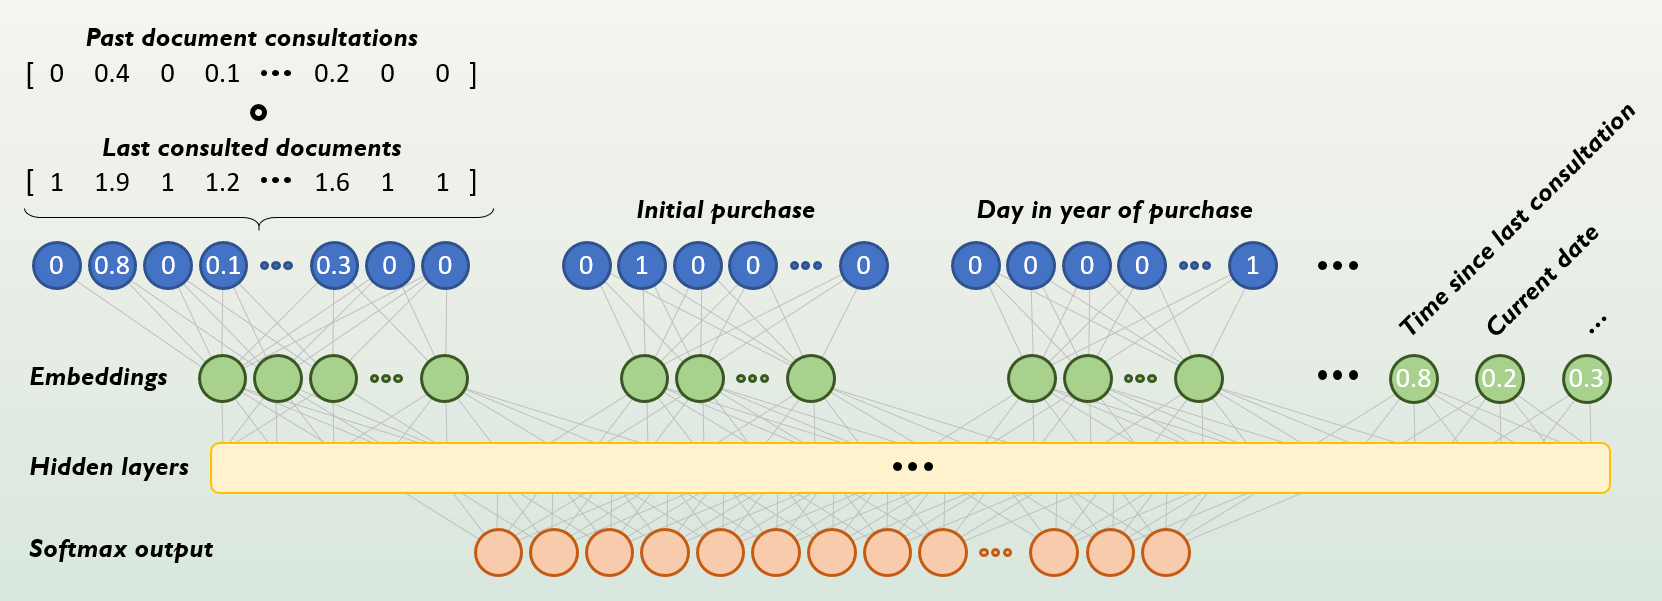 Past document consultations
[ 0 0.4 0 0.1 ••• 0.2 0 0 ]
Last consulted documents
[ 1 1.9 1 1.2 ••• 1.6 1 1 ]
Initial purchase
Day in year of purchase
Time since last consultation
Current date
...
0 0.8 0 0.1 0.3 0 0
0 1 0 0 0
0 0 0 0 1 •••
Embeddings
••• 0.8 0.2 0.3
Hidden layers
•••
Softmax output